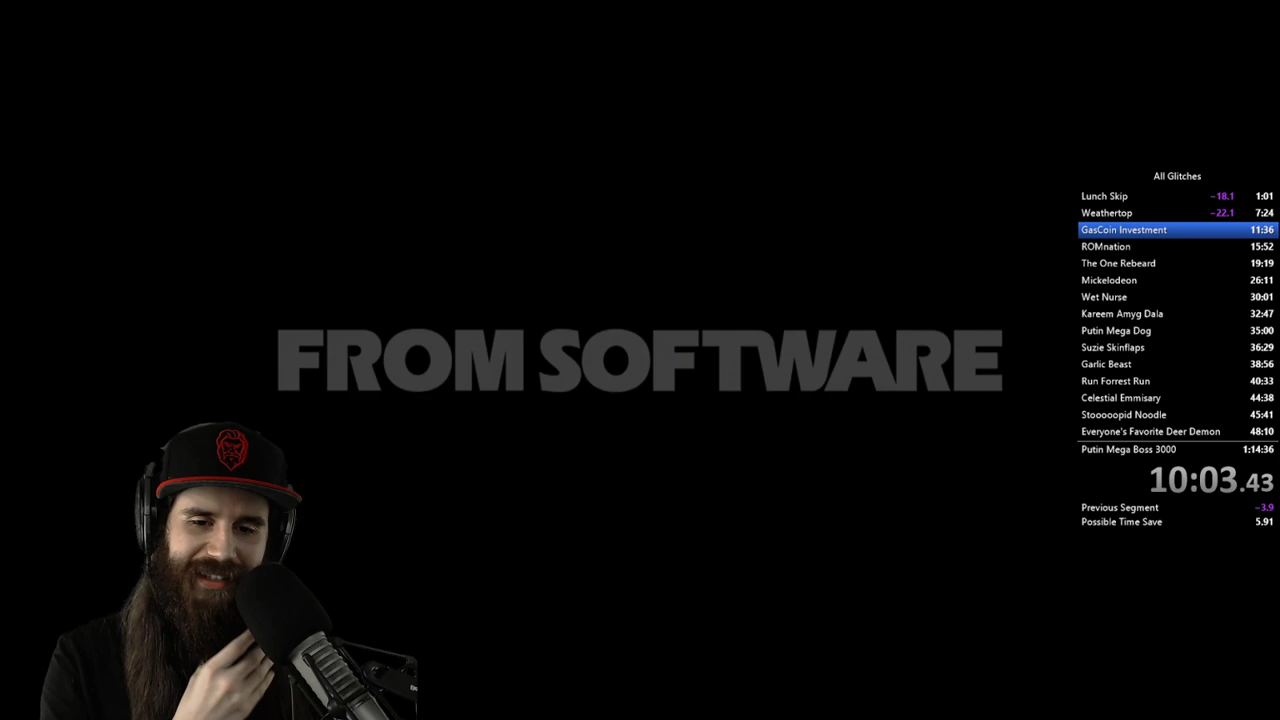 FROMSOFTWARE
All Glitches
Lunch Skip −18.1 1:01
Weathertop −22.1 7:24
GasCoin Investment 11:36
ROMnation 15:52
The One Rebeard 19:19
Mickelodeon 26:11
Wet Nurse 30:01
Kareem Amyg Dala 32:47
Putin Mega Dog 35:00
Suzie Skinflaps 36:29
Garlic Beast 38:56
Run Forrest Run 40:33
Celestial Emmisary 44:38
Stooooopid Noodle 45:41
Everyone's Favorite Deer Demon 48:10
Putin Mega Boss 3000 1:14:36
10:03.43
Previous Segment −3.9
Possible Time Save 5.91